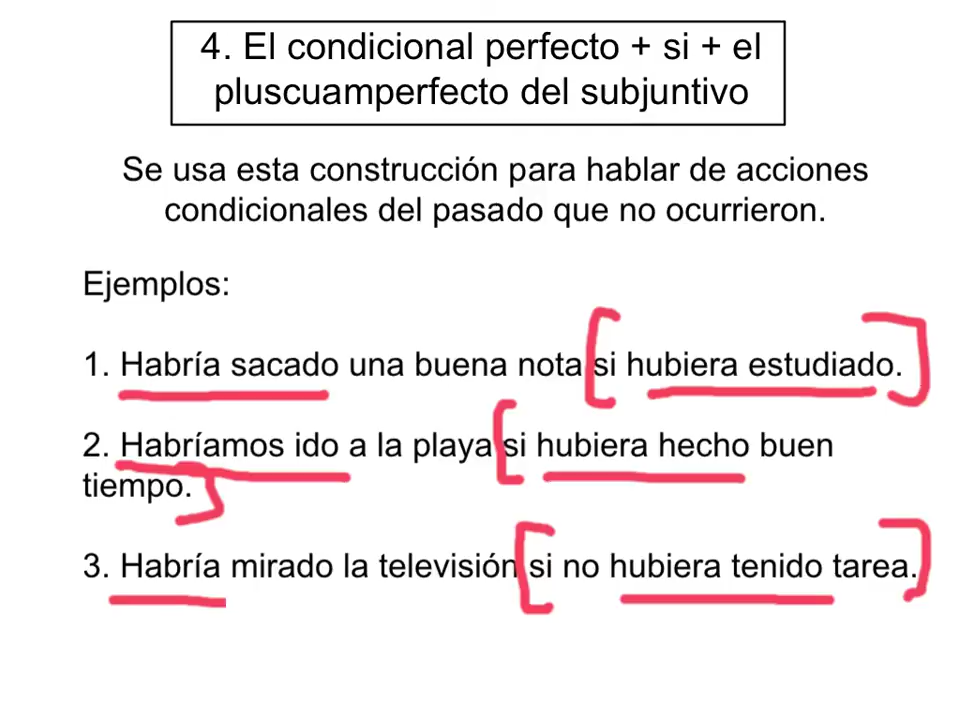 4. El condicional perfecto + si + el
pluscuamperfecto del subjuntivo
Se usa esta construcción para hablar de acciones
condicionales del pasado que no ocurrieron.
Ejemplos:
1. Habría sacado una buena nota si hubiera estudiado.
2. Habríamos ido a la playa si hubiera hecho buen
tiempo.
3. Habría mirado la televisión si no hubiera tenido tarea.